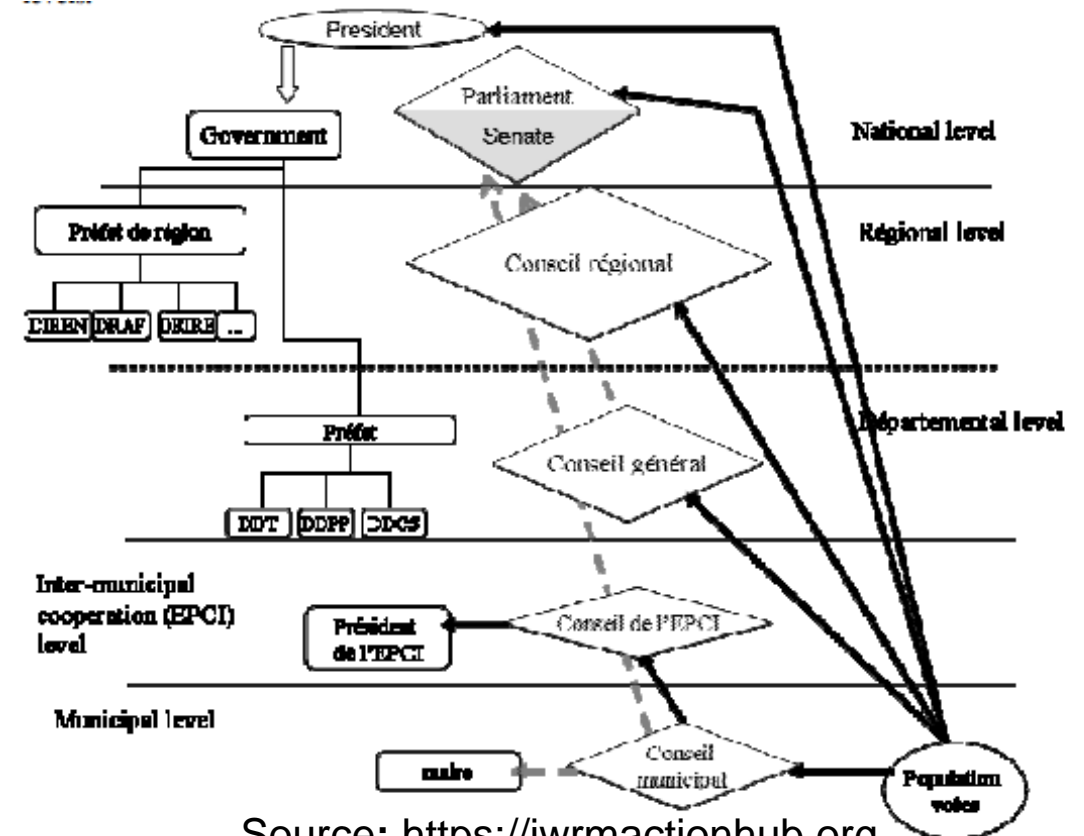 President
Parliament
Senate
Government
National level
Préfet de région
Régional level
Conseil régional
DIREN
DRAF
DRIRE
...
Départemental level
Préfet
Conseil général
DDT
DDPP
DDCS
Inter-municipal
cooperation (EPCI)
level
Président
de l'EPCI
Conseil de l'EPCI
Municipal level
Conseil
municipal
maire
Population
votes
Source: https://iwrmactionhub.org